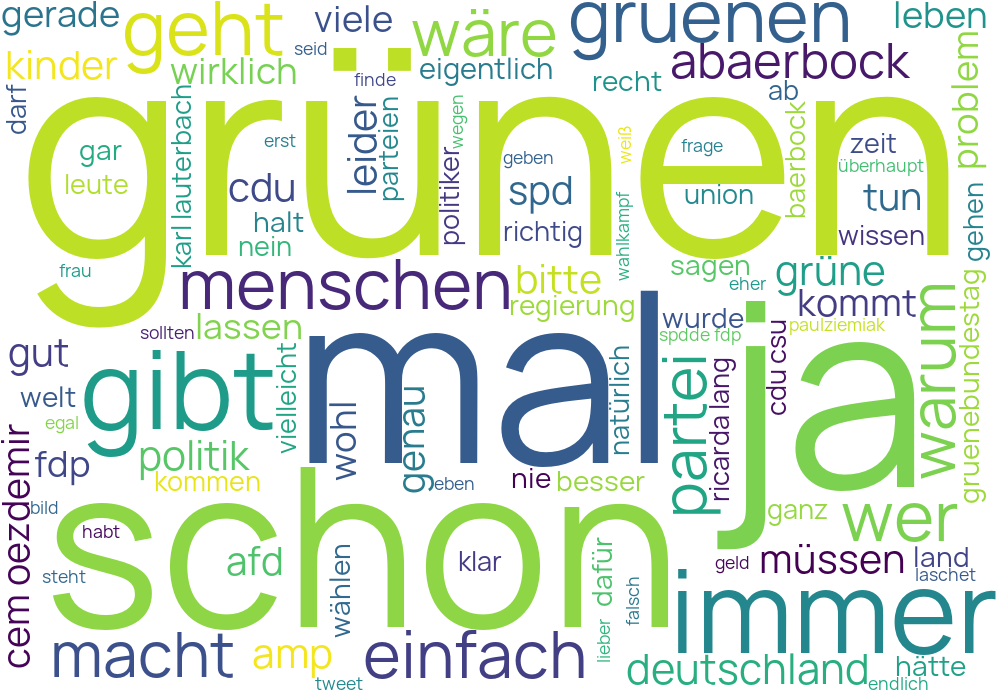 gerade
geht
seid
viele
wäre
gruenen
leben
kinder
wirklich
finde
eigentlich
recht
abaerbock
ab
problem
darf
grünen
karl lauterbach
leider
parteien
wegen
weiß
baerbock
gar
erst
politiker
geben
frage
zeit
überhaupt
leute
cdu
spd
union
tun
gehen
halt
nein
richtig
wahlkampf
wissen
frau
menschen
bitte
sagen
eher
grüne
kommt
regierung
gruenebundestag
sollten
lassen
wurde
paulziemiak
spdde fdp
gut
gibt
vielleicht
mal
natürlich
partei
ricarda lang
cdu csu
ja
warum
welt
egal
wohl
genau
cem oezdemir
fdp
politik
kommen
eben
nie
besser
bild
schon
ganz
wer
habt
afd
klar
dafür
geld
müssen
land
laschet
steht
wählen
falsch
immer
macht
amp
einfach
lieber
deutschland
hätte
tweet
endlich